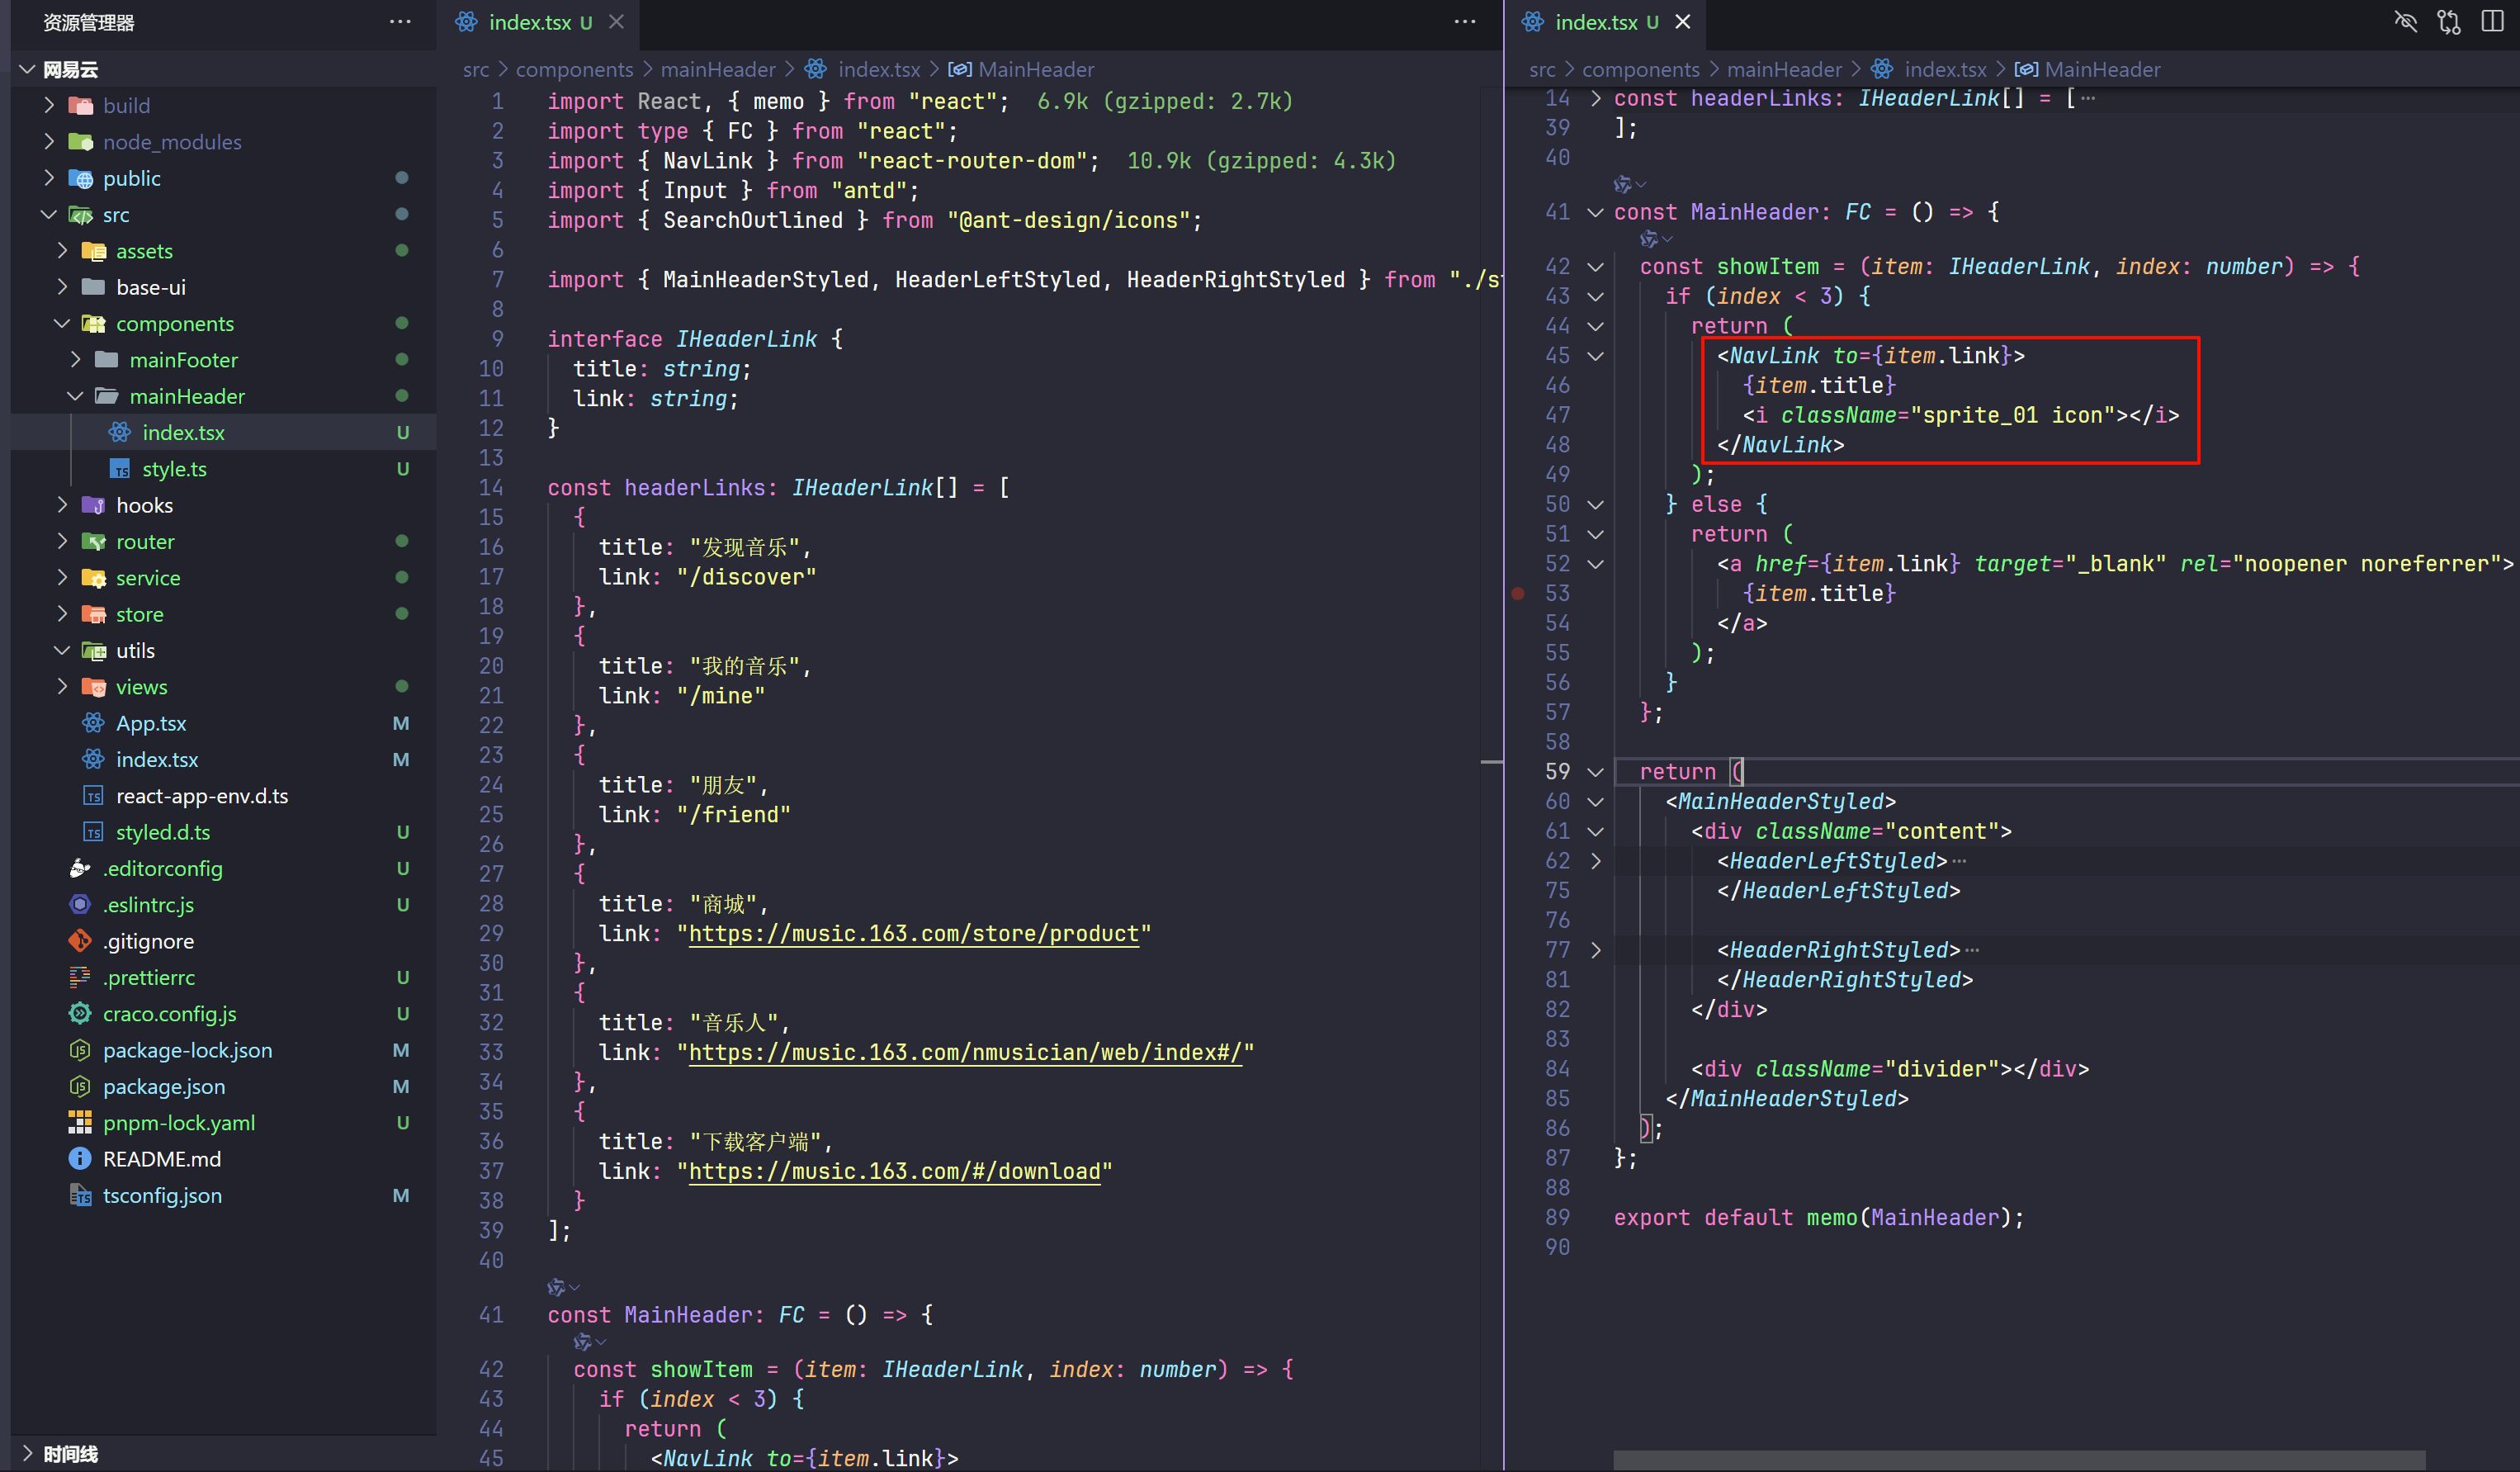 资源管理器
网易云
build
node_modules
public
src
assets
base-ui
components
mainFooter
mainHeader
index.tsx U
style.ts U
hooks
router
service
store
utils
views
App.tsx M
index.tsx M
react-app-env.d.ts
styled.d.ts U
.editorconfig U
.eslintrc.js U
.gitignore
.prettierrc U
craco.config.js U
package-lock.json M
package.json M
pnpm-lock.yaml U
README.md
tsconfig.json M
时间线
index.tsx U
src > components > mainHeader > index.tsx > MainHeader
1 import React, { memo } from "react"; 6.9k (gzipped: 2.7k)
2 import type { FC } from "react";
3 import { NavLink } from "react-router-dom"; 10.9k (gzipped: 4.3k)
4 import { Input } from "antd";
5 import { SearchOutlined } from "@ant-design/icons";
6
7 import { MainHeaderStyled, HeaderLeftStyled, HeaderRightStyled } from "./s
8
9 interface IHeaderLink {
10 title: string;
11 link: string;
12 }
13
14 const headerLinks: IHeaderLink[] = [
15 {
16 title: "发现音乐",
17 link: "/discover"
18 },
19 {
20 title: "我的音乐",
21 link: "/mine"
22 },
23 {
24 title: "朋友",
25 link: "/friend"
26 },
27 {
28 title: "商城",
29 link: "https://music.163.com/store/product"
30 },
31 {
32 title: "音乐人",
33 link: "https://music.163.com/nmusician/web/index#/"
34 },
35 {
36 title: "下载客户端",
37 link: "https://music.163.com/#/download"
38 }
39 ];
40
41 const MainHeader: FC = () => {
42 const showItem = (item: IHeaderLink, index: number) => {
43 if (index < 3) {
44 return (
45 <NavLink to={item.link}>
index.tsx U
src > components > mainHeader > index.tsx > MainHeader
14 const headerLinks: IHeaderLink[] = [ ···
39 ];
40
41 const MainHeader: FC = () => {
42 const showItem = (item: IHeaderLink, index: number) => {
43 if (index < 3) {
44 return (
45 <NavLink to={item.link}>
46 {item.title}
47 <i className="sprite_01 icon"></i>
48 </NavLink>
49 );
50 } else {
51 return (
52 <a href={item.link} target="_blank" rel="noopener noreferrer">
53 {item.title}
54 </a>
55 );
56 }
57 };
58
59 return (
60 <MainHeaderStyled>
61 <div className="content">
62 <HeaderLeftStyled> ···
75 </HeaderLeftStyled>
76
77 <HeaderRightStyled> ···
81 </HeaderRightStyled>
82 </div>
83
84 <div className="divider"></div>
85 </MainHeaderStyled>
86 );
87 };
88
89 export default memo(MainHeader);
90